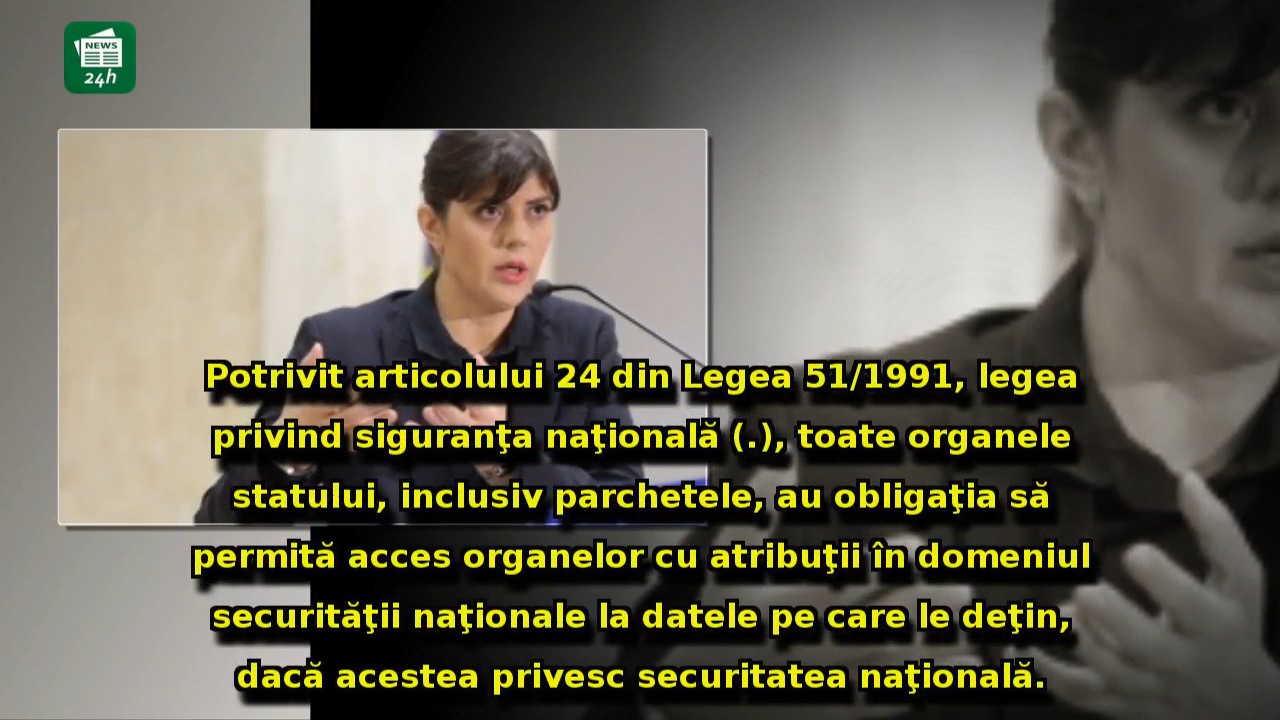 NEWS
24h
Potrivit articolului 24 din Legea 51/1991, legea
privind siguranţa naţională (.), toate organele
statului, inclusiv parchetele, au obligaţia să
permită acces organelor cu atribuţii în domeniul
securităţii naţionale la datele pe care le deţin,
dacă acestea privesc securitatea naţională.